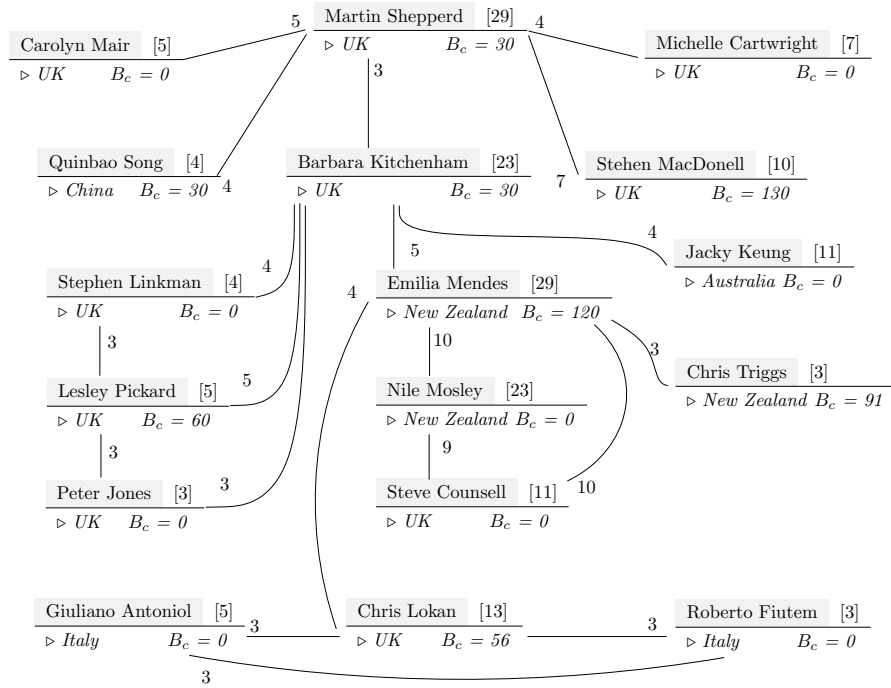 Martin Shepperd [29]
▷ UK B_c = 30
5
4
Carolyn Mair [5]
▷ UK B_c = 0
Michelle Cartwright [7]
▷ UK B_c = 0
3
Quinbao Song [4]
▷ China B_c = 30
4
Barbara Kitchenham [23]
▷ UK B_c = 30
7
Stehen MacDonell [10]
▷ UK B_c = 130
4
5
4
Jacky Keung [11]
▷ Australia B_c = 0
Stephen Linkman [4]
▷ UK B_c = 0
4
Emilia Mendes [29]
▷ New Zealand B_c = 120
3
10
3
Chris Triggs [3]
▷ New Zealand B_c = 91
Lesley Pickard [5]
▷ UK B_c = 60
5
Nile Mosley [23]
▷ New Zealand B_c = 0
3
9
Peter Jones [3]
▷ UK B_c = 0
3
Steve Counsell [11]
▷ UK B_c = 0
10
Giuliano Antoniol [5]
▷ Italy B_c = 0
3
Chris Lokan [13]
▷ UK B_c = 56
3
Roberto Fiutem [3]
▷ Italy B_c = 0
3